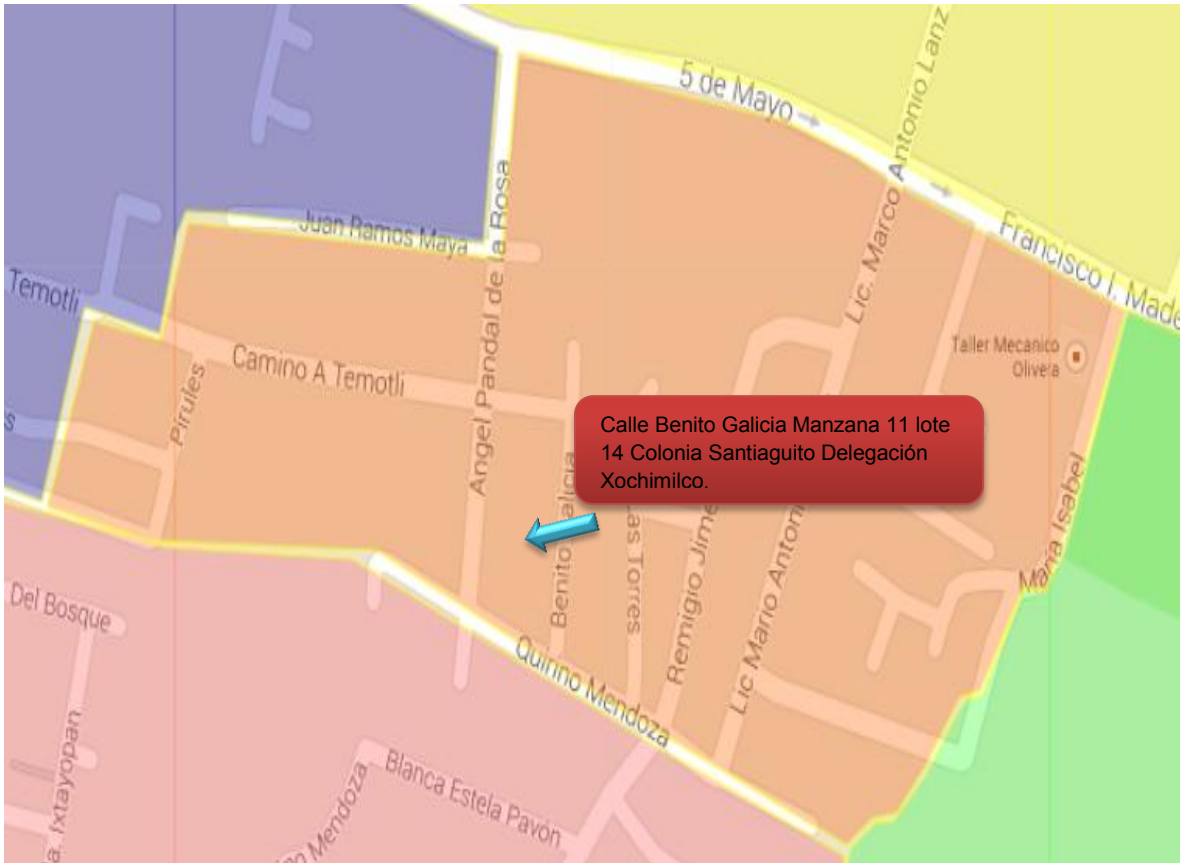 5 de Mayo
Lic. Marco Antonio Lanz
Francisco I. Made
Juan Ramos Maya
Angel Pandal de la Rosa
Temotli
Camino A Temotli
Pirules
Taller Mecanico
Olivera
Calle Benito Galicia Manzana 11 lote
14 Colonia Santiaguito Delegación
Xochimilco.
Benito Galicia
as Torres
Remigio Jime
Lic Mario Antoni
María Isabel
Del Bosque
Quirino Mendoza
Blanca Estela Pavón
Mendoza
a. Ixtayopan